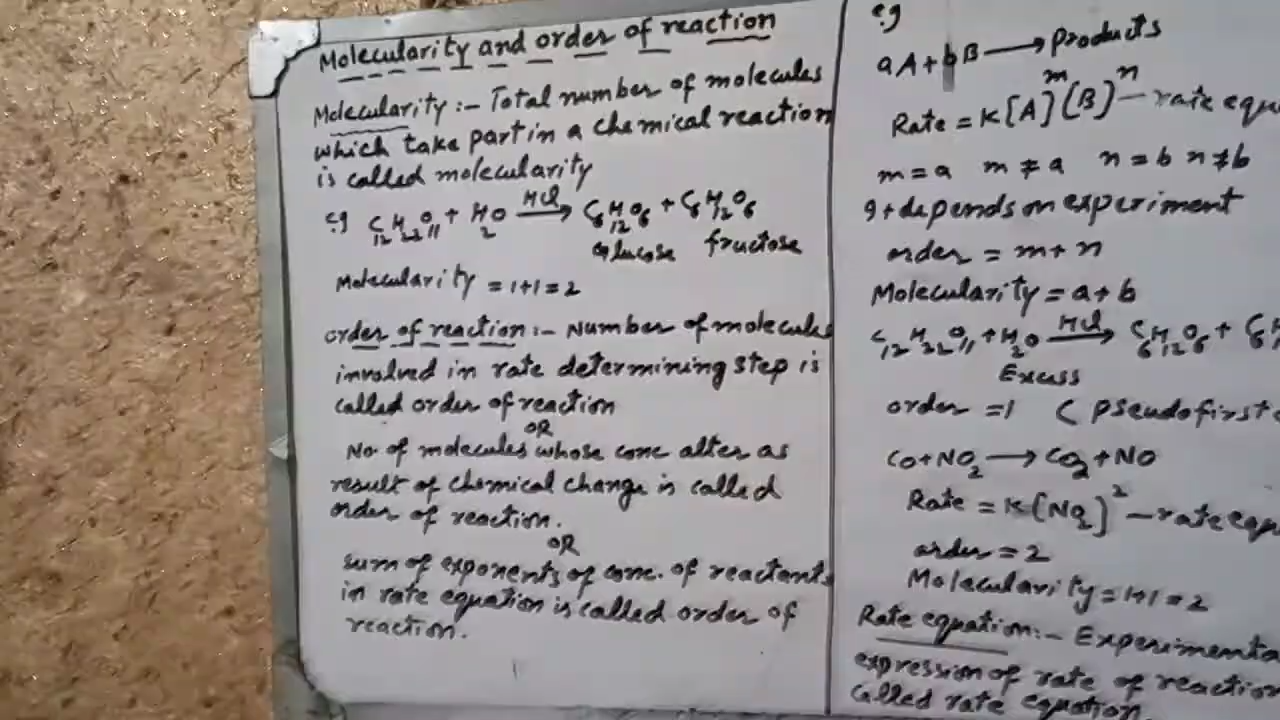 Molecularity and order of reaction
Molecularity :- Total number of molecules
which take part in a chemical reaction
is called molecularity
e.g C12H22O11 + H2O —HCl→ C6H12O6 + C6H12O6
Glucose fructose
Molecularity = 1+1=2
order of reaction :- Number of molecules
involved in rate determining step is
called order of reaction
OR
No of molecules whose conc alter as
result of chemical change is called
order of reaction.
OR
sum of exponents of conc. of reactants
in rate equation is called order of
reaction.
e.g
aA + bB ⟶ Products
Rate = K[A]^m [B]^n — rate equ
m = a m ≠ a n = b n ≠ b
It depends on experiment
order = m + n
Molecularity = a + b
C12H22O11 + H2O —HCl→ C6H12O6 + C6H
Excess
order = 1 ( pseudo first
CO + NO2 ⟶ CO2 + NO
Rate = K[NO2]^2 — rate equ
order = 2
Molecularity = 1+1 = 2
Rate equation :- Experimenta
expression of rate of reaction
called rate equation.